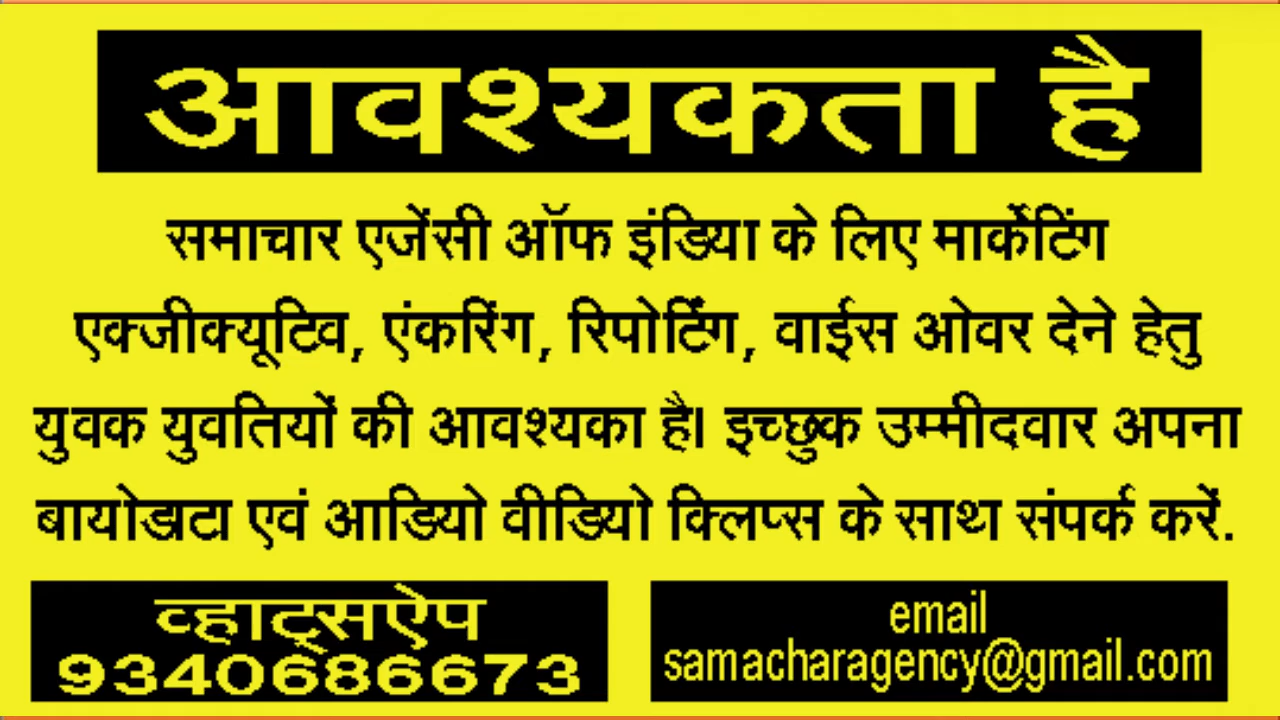 आवश्यकता है
समाचार एजेंसी ऑफ इंडिया के लिए मार्केटिंग
एक्जीक्यूटिव, एंकरिंग, रिपोर्टिंग, वाईस ओवर देने हेतु
युवक युवतियों की आवश्यका है। इच्छुक उम्मीदवार अपना
बायोडाटा एवं आडियो वीडियो क्लिप्स के साथ संपर्क करें.
व्हाट्सऐप
9340686673
email
samacharagency@gmail.com